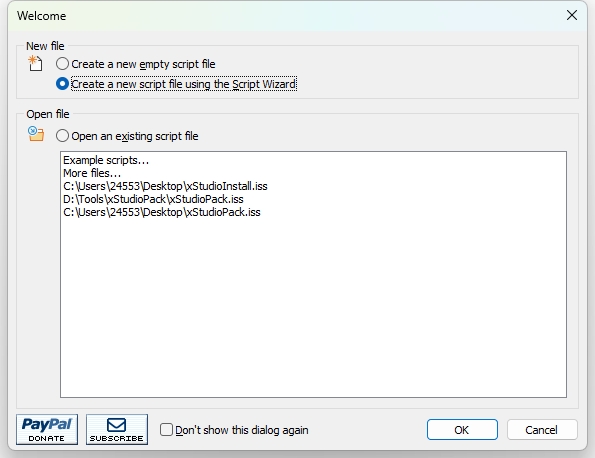 Welcome
New file
Create a new empty script file
Create a new script file using the Script Wizard
Open file
Open an existing script file
Example scripts...
More files...
C:\Users\24553\Desktop\xStudioInstall.iss
D:\Tools\xStudioPack\xStudioPack.iss
C:\Users\24553\Desktop\xStudioPack.iss
PayPal
DONATE
SUBSCRIBE
Don't show this dialog again
OK
Cancel